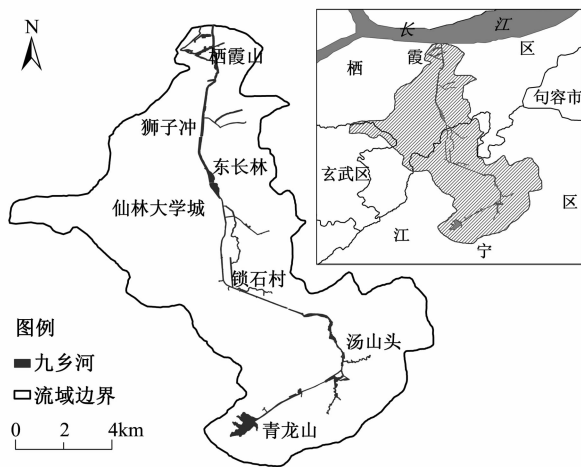 N
栖霞山
狮子冲
东长林
仙林大学城
锁石村
汤山头
青龙山
图例
九乡河
流域边界
0 2 4km
长 江
栖 霞 区
句容市
玄武区
江 宁 区